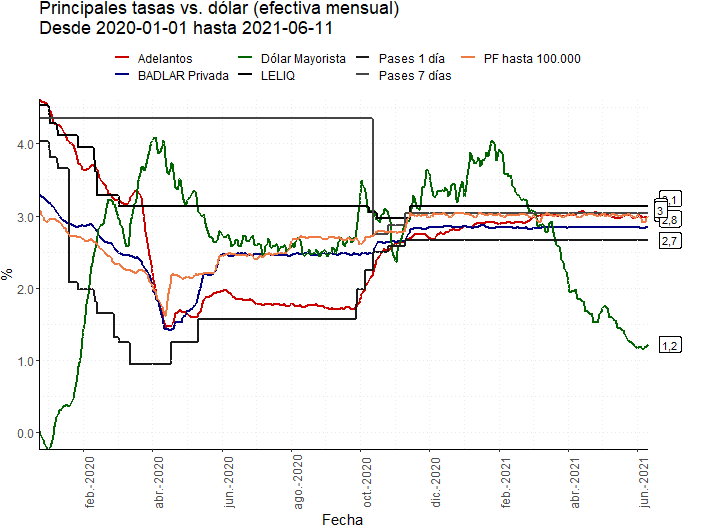 Principales tasas vs. dólar (efectiva mensual)
Desde 2020-01-01 hasta 2021-06-11
Adelantos
Dólar Mayorista
Pases 1 día
PF hasta 100.000
BADLAR Privada
LELIQ
Pases 7 días
%
4.0
3.0
2.0
1.0
0.0
3
2,8
2,7
1,2
feb.-2020
abr.-2020
jun.-2020
ago.-2020
oct.-2020
dic.-2020
feb.-2021
abr.-2021
jun.-2021
Fecha